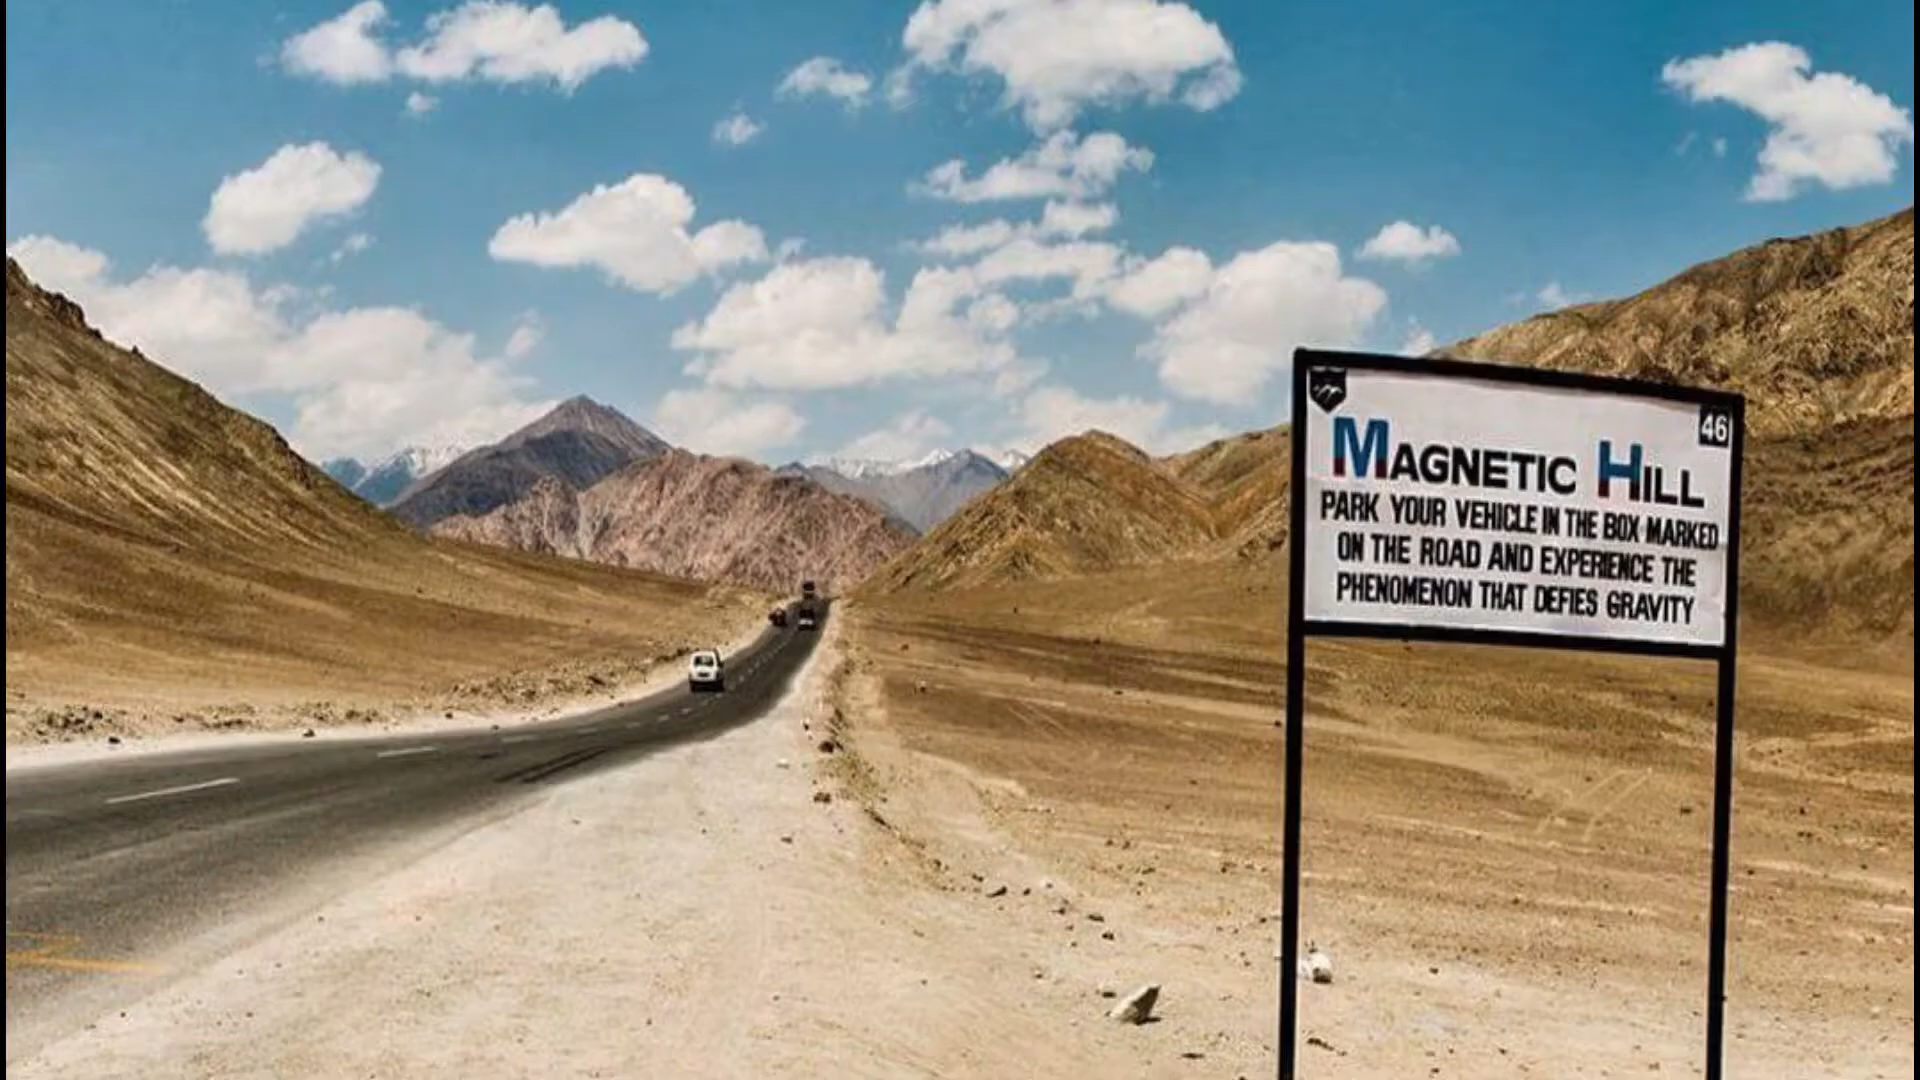 46
MAGNETIC HILL
PARK YOUR VEHICLE IN THE BOX MARKED
ON THE ROAD AND EXPERIENCE THE
PHENOMENON THAT DEFIES GRAVITY